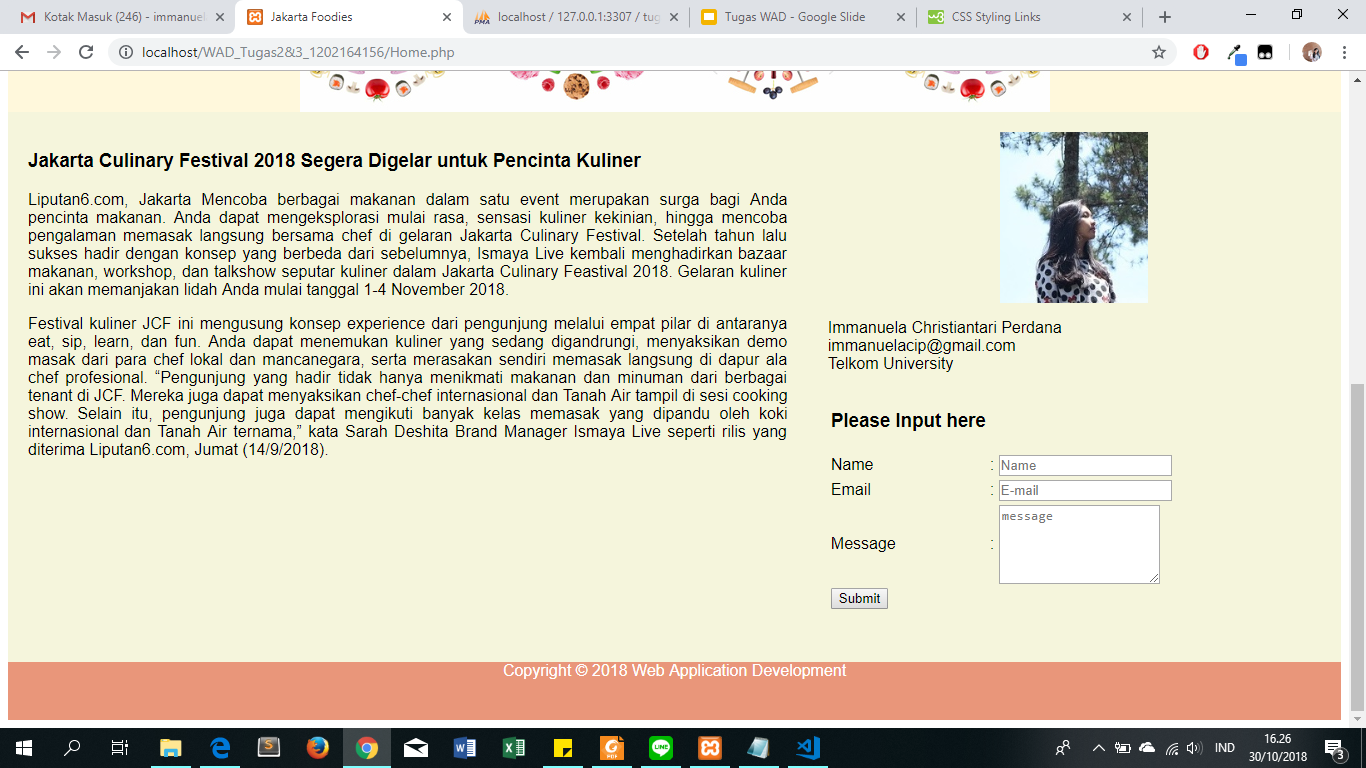 Kotak Masuk (246) - immanuel
Jakarta Foodies
localhost / 127.0.0.1:3307 / tug
Tugas WAD - Google Slide
CSS Styling Links
localhost/WAD_Tugas2&3_1202164156/Home.php
Jakarta Culinary Festival 2018 Segera Digelar untuk Pencinta Kuliner
Liputan6.com, Jakarta Mencoba berbagai makanan dalam satu event merupakan surga bagi Anda
pencinta makanan. Anda dapat mengeksplorasi mulai rasa, sensasi kuliner kekinian, hingga mencoba
pengalaman memasak langsung bersama chef di gelaran Jakarta Culinary Festival. Setelah tahun lalu
sukses hadir dengan konsep yang berbeda dari sebelumnya, Ismaya Live kembali menghadirkan bazaar
makanan, workshop, dan talkshow seputar kuliner dalam Jakarta Culinary Feastival 2018. Gelaran kuliner
ini akan memanjakan lidah Anda mulai tanggal 1-4 November 2018.
Festival kuliner JCF ini mengusung konsep experience dari pengunjung melalui empat pilar di antaranya
eat, sip, learn, dan fun. Anda dapat menemukan kuliner yang sedang digandrungi, menyaksikan demo
masak dari para chef lokal dan mancanegara, serta merasakan sendiri memasak langsung di dapur ala
chef profesional. “Pengunjung yang hadir tidak hanya menikmati makanan dan minuman dari berbagai
tenant di JCF. Mereka juga dapat menyaksikan chef-chef internasional dan Tanah Air tampil di sesi cooking
show. Selain itu, pengunjung juga dapat mengikuti banyak kelas memasak yang dipandu oleh koki
internasional dan Tanah Air ternama,” kata Sarah Deshita Brand Manager Ismaya Live seperti rilis yang
diterima Liputan6.com, Jumat (14/9/2018).
Immanuela Christiantari Perdana
immanuelacip@gmail.com
Telkom University
Please Input here
Name : Name
Email : E-mail
message
Message :
Submit
Copyright © 2018 Web Application Development
IND
16.26
30/10/2018
3